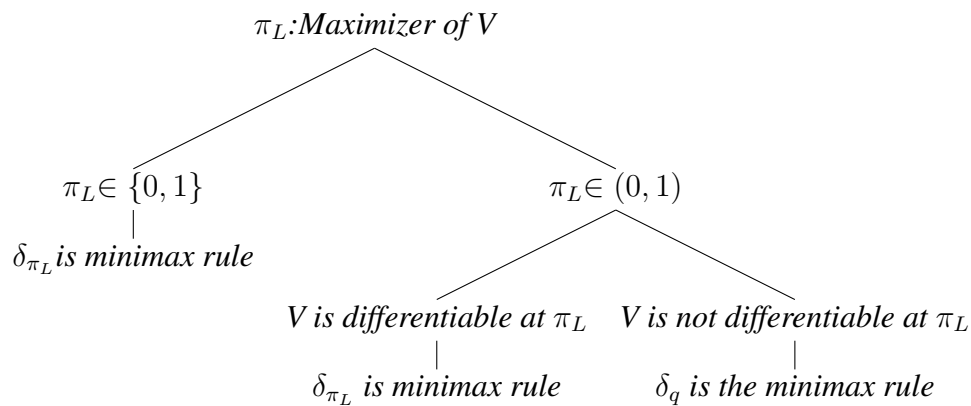 π_L:Maximizer of V
π_L∈ {0, 1} π_L∈ (0, 1)
δ_{π_L} is minimax rule
V is differentiable at π_L V is not differentiable at π_L
δ_{π_L} is minimax rule δ_q is the minimax rule